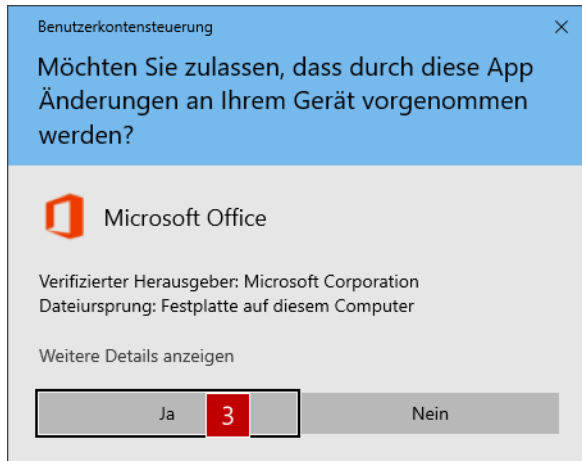 Benutzerkontensteuerung
Möchten Sie zulassen, dass durch diese App
Änderungen an Ihrem Gerät vorgenommen
werden?
Microsoft Office
Verifizierter Herausgeber: Microsoft Corporation
Dateiursprung: Festplatte auf diesem Computer
Weitere Details anzeigen
Ja 3 Nein